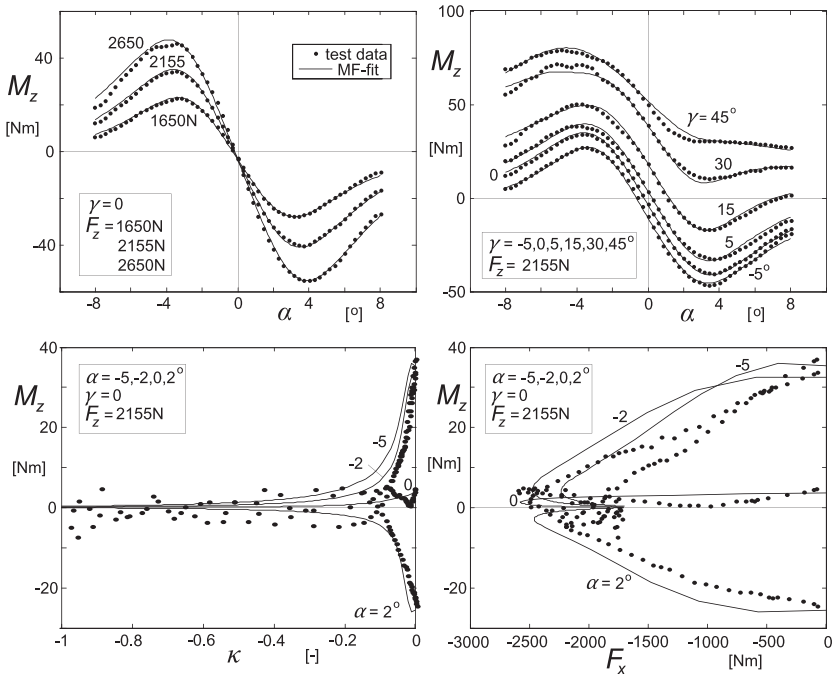 2650
2155
1650N
test data
MF-fit
M_z
[Nm]
40
0
-40
γ = 0
F_z = 1650N
2155N
2650N
-8 -4 0 4 8
α [°]
100
M_z
50
[Nm]
0
-50
γ = 45°
30
0
15
5
-5°
γ = -5,0,5,15,30,45°
F_z = 2155N
-8 -4 0 4 8
α [°]
40
M_z
20
[Nm]
0
-20
α = -5,-2,0,2°
γ = 0
F_z = 2155N
-5
-2
0
α = 2°
-1 -0.8 -0.6 -0.4 -0.2 0
κ [-]
40
M_z
20
[Nm]
0
-20
α = -5,-2,0,2°
γ = 0
F_z = 2155N
-5
-2
0
α = 2°
-3000 -2500 -2000 -1500 -1000 -500 0
F_x [Nm]